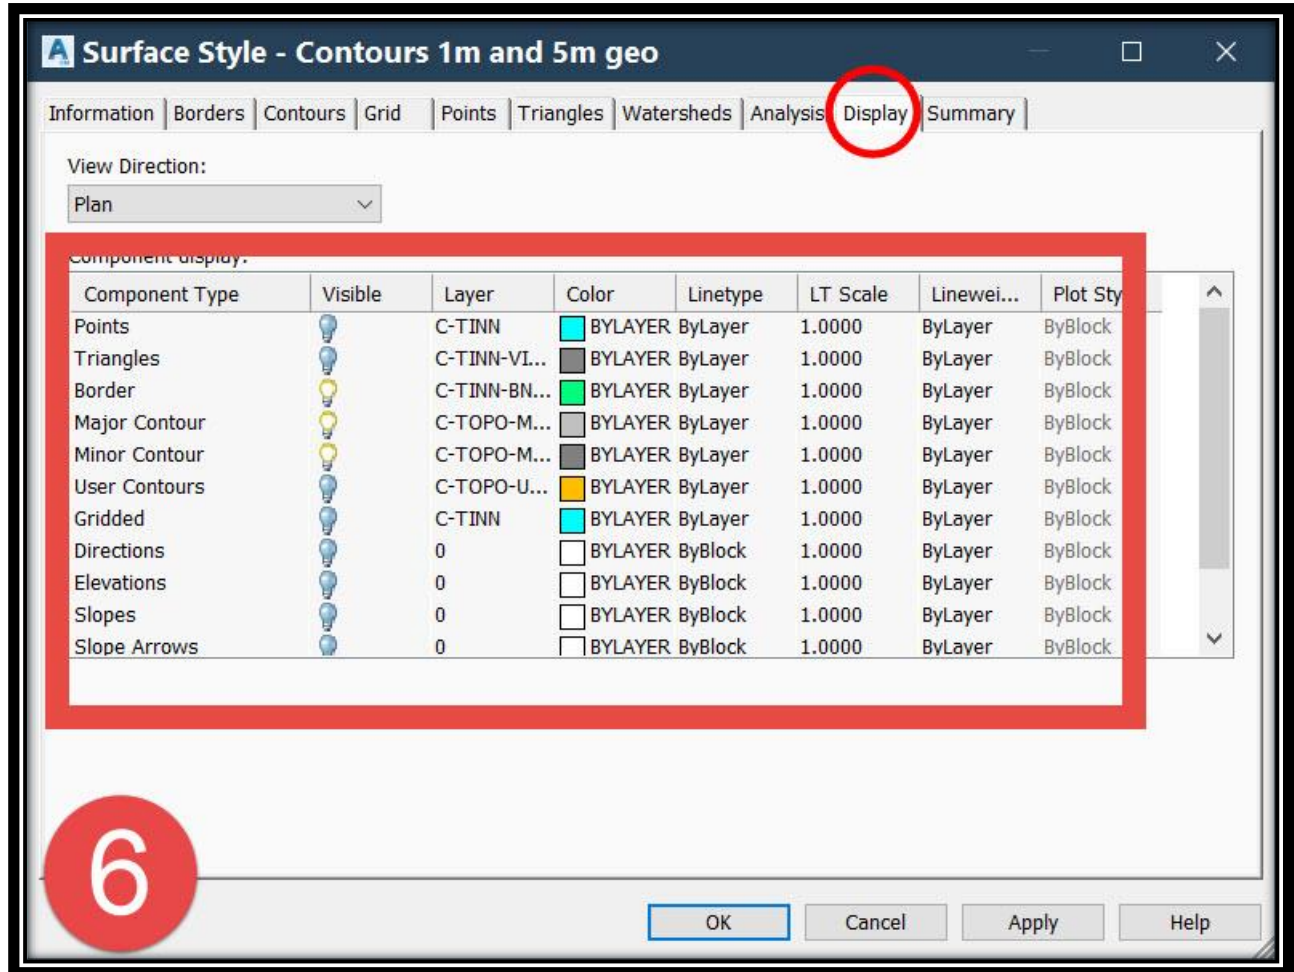 Surface Style - Contours 1m and 5m geo
Information Borders Contours Grid Points Triangles Watersheds Analysis Display Summary
View Direction:
Plan
Component display:
Component Type Visible Layer Color Linetype LT Scale Linewei... Plot Sty
Points C-TINN BYLAYER ByLayer 1.0000 ByLayer ByBlock
Triangles C-TINN-VI... BYLAYER ByLayer 1.0000 ByLayer ByBlock
Border C-TINN-BN... BYLAYER ByLayer 1.0000 ByLayer ByBlock
Major Contour C-TOPO-M... BYLAYER ByLayer 1.0000 ByLayer ByBlock
Minor Contour C-TOPO-M... BYLAYER ByLayer 1.0000 ByLayer ByBlock
User Contours C-TOPO-U... BYLAYER ByLayer 1.0000 ByLayer ByBlock
Gridded C-TINN BYLAYER ByLayer 1.0000 ByLayer ByBlock
Directions 0 BYLAYER ByBlock 1.0000 ByLayer ByBlock
Elevations 0 BYLAYER ByBlock 1.0000 ByLayer ByBlock
Slopes 0 BYLAYER ByBlock 1.0000 ByLayer ByBlock
Slope Arrows 0 BYLAYER ByBlock 1.0000 ByLayer ByBlock
6
OK Cancel Apply Help